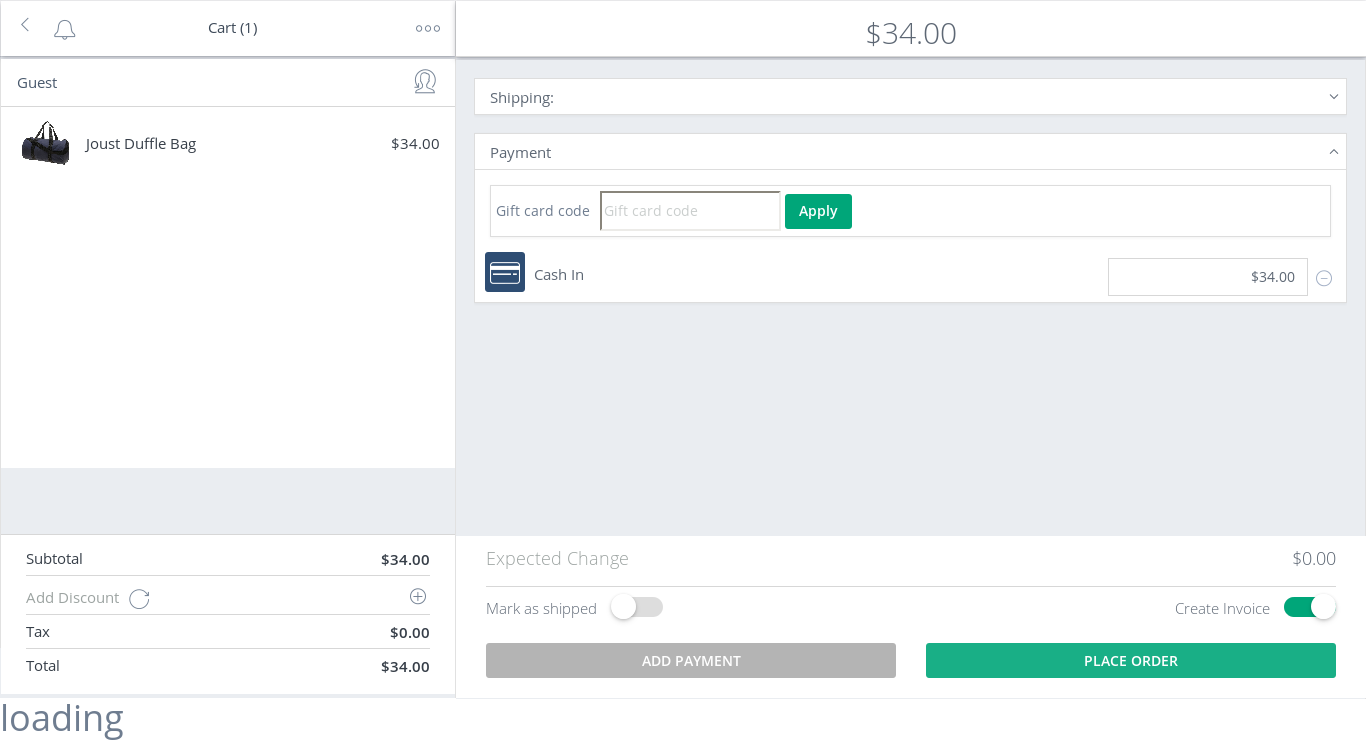 Cart (1)
$34.00
Guest
Joust Duffle Bag $34.00
Shipping:
Payment
Gift card code Gift card code Apply
Cash In $34.00
Subtotal $34.00
Add Discount
Tax $0.00
Total $34.00
Expected Change $0.00
Mark as shipped Create Invoice
ADD PAYMENT PLACE ORDER
loading